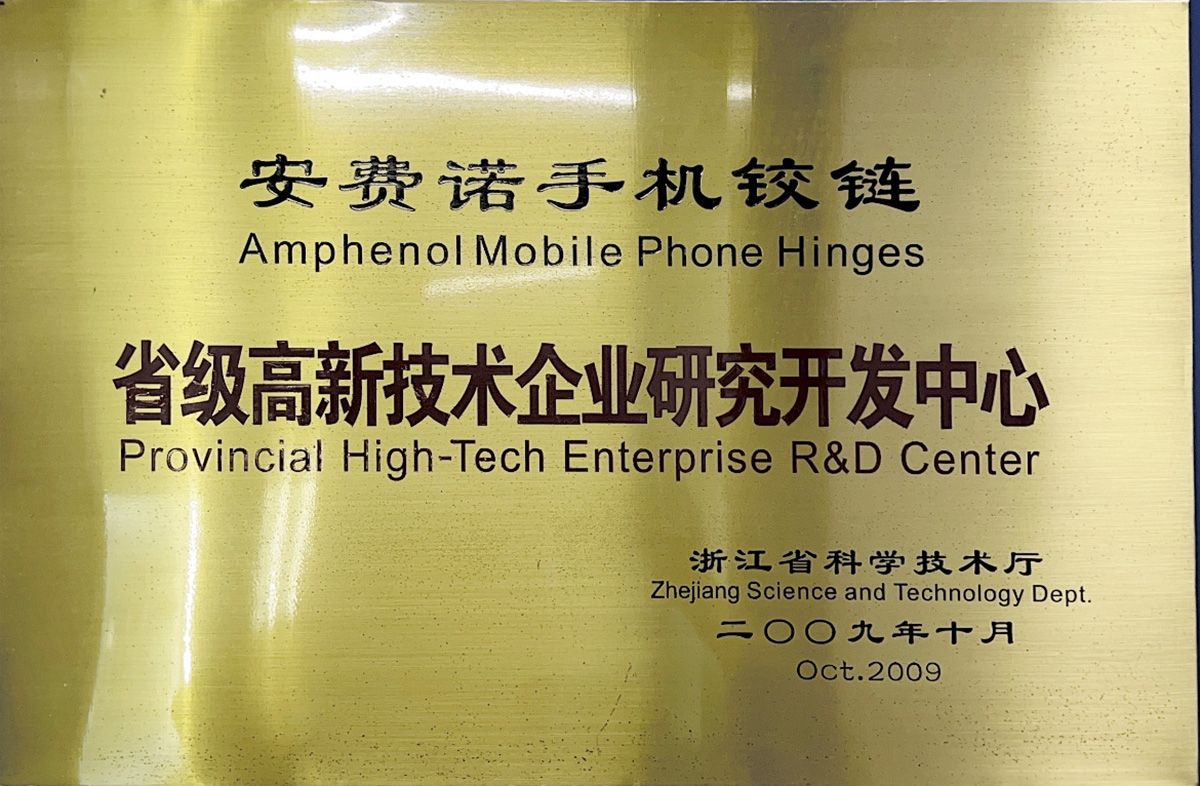 安费诺手机铰链
Amphenol Mobile Phone Hinges
省级高新技术企业研究开发中心
Provincial High-Tech Enterprise R&D Center
浙江省科学技术厅
Zhejiang Science and Technology Dept.
二〇〇九年十月
Oct.2009